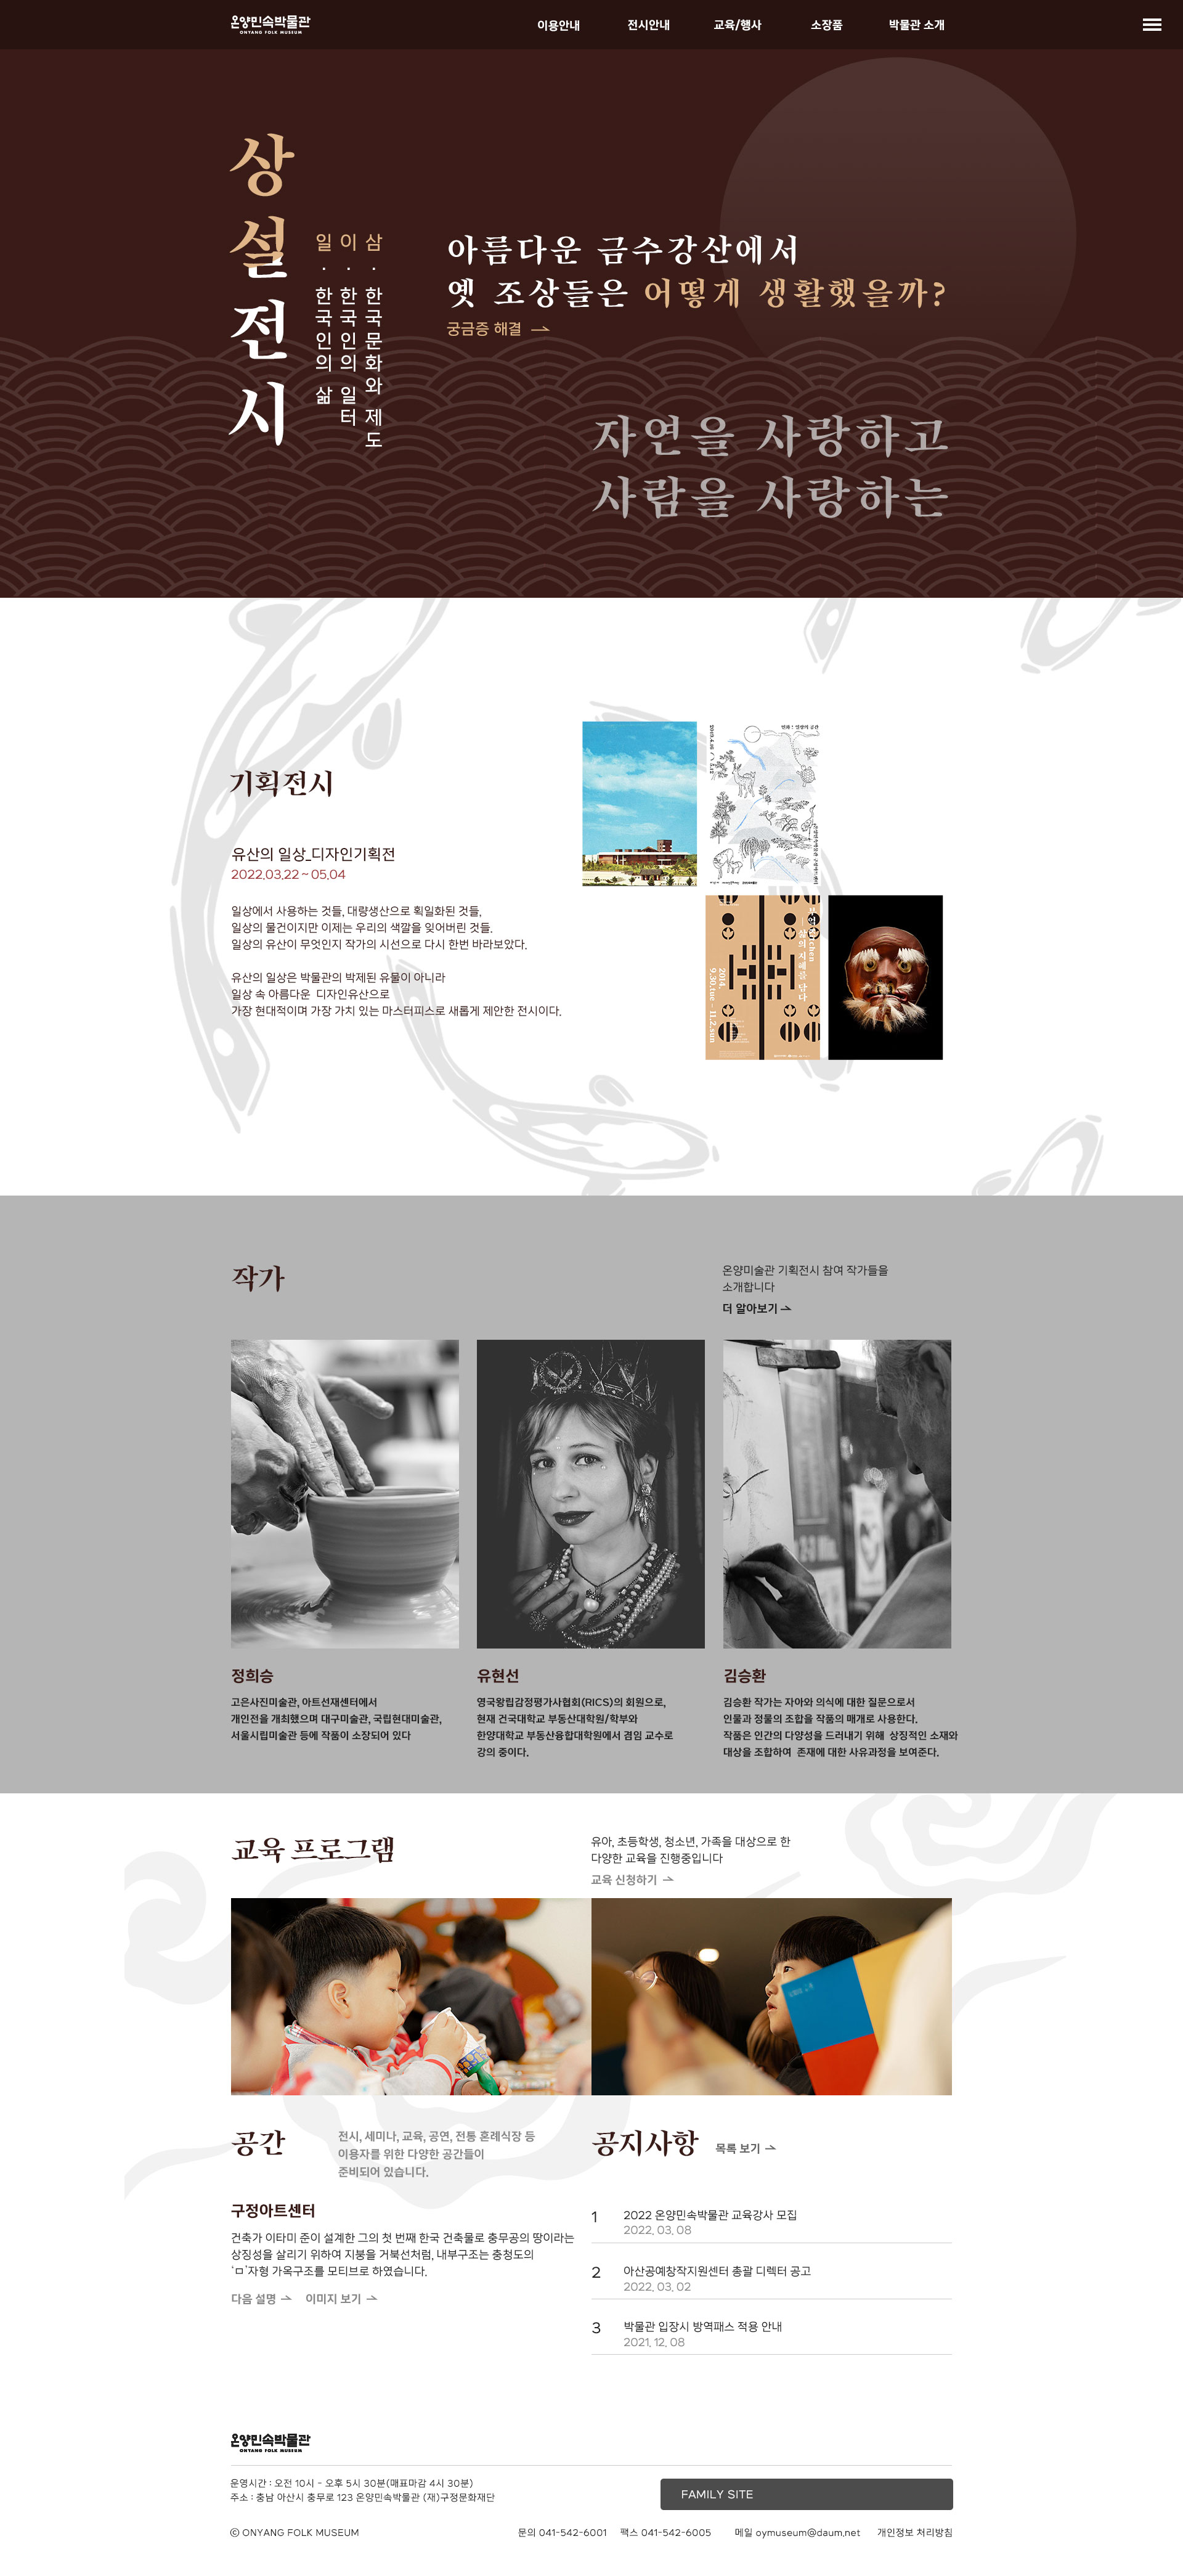 온양민속박물관
ONYANG FOLK MUSEUM
이용안내
전시안내
교육/행사
소장품
박물관 소개
상설전시
일 · 한국인의 삶
이 · 한국인의 일터
삼 · 한국문화와 제도
아름다운 금수강산에서
옛 조상들은 어떻게 생활했을까?
궁금증 해결
자연을 사랑하고
사람을 사랑하는
기획전시
유산의 일상_디자인기획전
2022.03.22 ~ 05.04
일상에서 사용하는 것들, 대량생산으로 획일화된 것들,
일상의 물건이지만 이제는 우리의 색깔을 잊어버린 것들.
일상의 유산이 무엇인지 작가의 시선으로 다시 한번 바라보았다.
유산의 일상은 박물관의 박제된 유물이 아니라
일상 속 아름다운 디자인유산으로
가장 현대적이며 가장 가치 있는 마스터피스로 새롭게 제안한 전시이다.
삶의 지혜를 담다
2014.
9.30.tue – 11.2.sun
작가
온양미술관 기획전시 참여 작가들을
소개합니다
더 알아보기
정희승
고은사진미술관, 아트선재센터에서
개인전을 개최했으며 대구미술관, 국립현대미술관,
서울시립미술관 등에 작품이 소장되어 있다
유현선
영국왕립감정평가사협회(RICS)의 회원으로,
현재 건국대학교 부동산대학원/학부와
한양대학교 부동산융합대학원에서 겸임 교수로
강의 중이다.
김승환
김승환 작가는 자아와 의식에 대한 질문으로서
인물과 정물의 조합을 작품의 매개로 사용한다.
작품은 인간의 다양성을 드러내기 위해 상징적인 소재와
대상을 조합하여 존재에 대한 사유과정을 보여준다.
교육 프로그램
유아, 초등학생, 청소년, 가족을 대상으로 한
다양한 교육을 진행중입니다
교육 신청하기
공간
전시, 세미나, 교육, 공연, 전통 혼례식장 등
이용자를 위한 다양한 공간들이
준비되어 있습니다.
구정아트센터
건축가 이타미 준이 설계한 그의 첫 번째 한국 건축물로 충무공의 땅이라는
상징성을 살리기 위하여 지붕을 거북선처럼, 내부구조는 충청도의
'ㅁ'자형 가옥구조를 모티브로 하였습니다.
다음 설명
이미지 보기
공지사항
목록 보기
1
2022 온양민속박물관 교육강사 모집
2022. 03. 08
2
아산공예창작지원센터 총괄 디렉터 공고
2022. 03. 02
3
박물관 입장시 방역패스 적용 안내
2021. 12. 08
온양민속박물관
ONYANG FOLK MUSEUM
운영시간 : 오전 10시 - 오후 5시 30분(매표마감 4시 30분)
주소 : 충남 아산시 충무로 123 온양민속박물관 (재)구정문화재단
FAMILY SITE
ⓒ ONYANG FOLK MUSEUM
문의 041-542-6001
팩스 041-542-6005
메일 oymuseum@daum.net
개인정보 처리방침